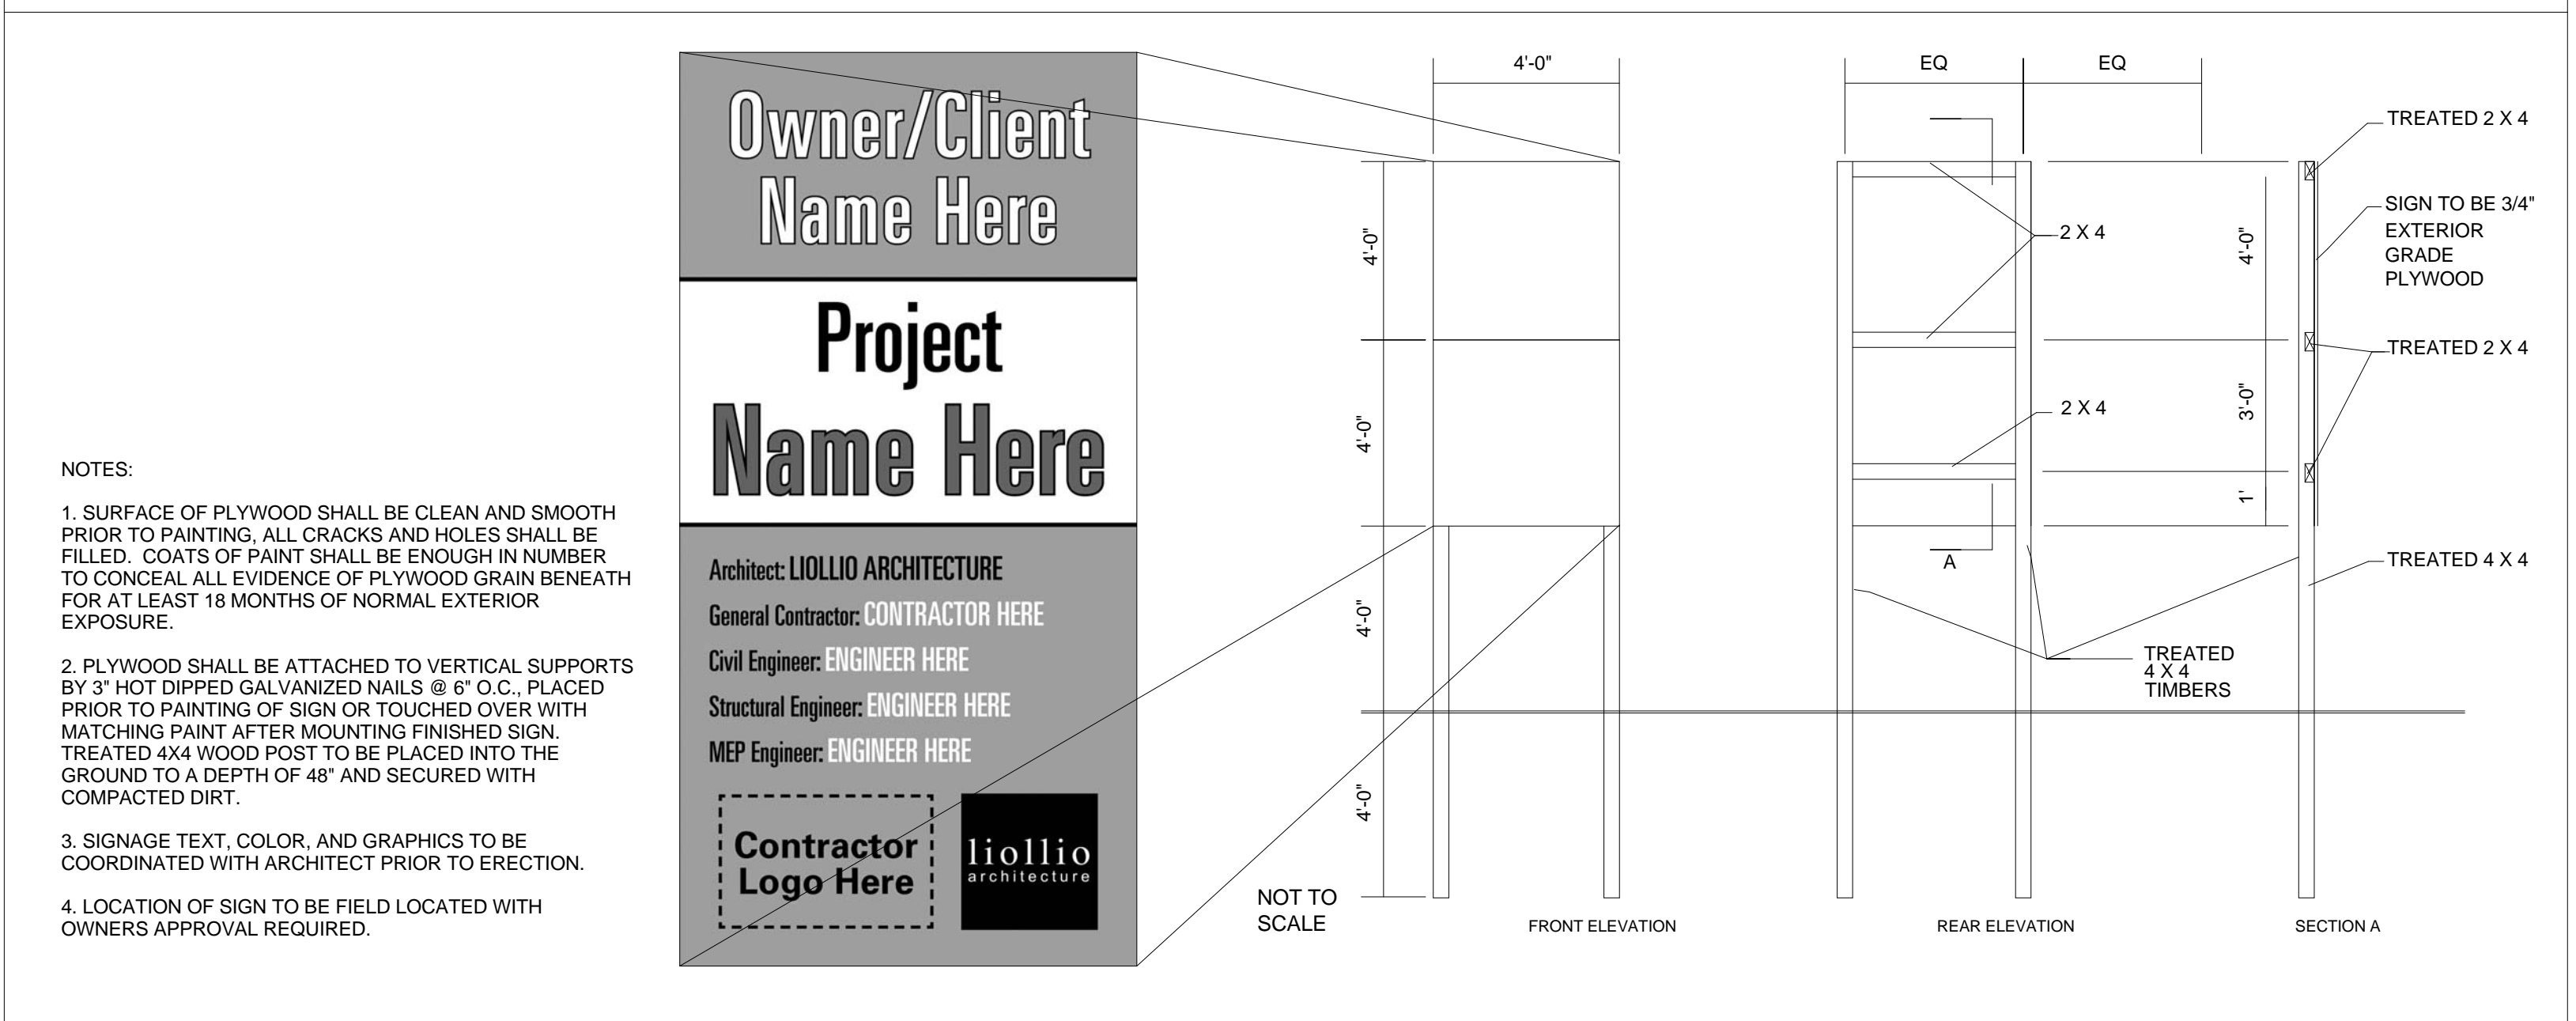 NOTES:
1. SURFACE OF PLYWOOD SHALL BE CLEAN AND SMOOTH
PRIOR TO PAINTING, ALL CRACKS AND HOLES SHALL BE
FILLED. COATS OF PAINT SHALL BE ENOUGH IN NUMBER
TO CONCEAL ALL EVIDENCE OF PLYWOOD GRAIN BENEATH
FOR AT LEAST 18 MONTHS OF NORMAL EXTERIOR
EXPOSURE.
2. PLYWOOD SHALL BE ATTACHED TO VERTICAL SUPPORTS
BY 3" HOT DIPPED GALVANIZED NAILS @ 6" O.C., PLACED
PRIOR TO PAINTING OF SIGN OR TOUCHED OVER WITH
MATCHING PAINT AFTER MOUNTING FINISHED SIGN.
TREATED 4X4 WOOD POST TO BE PLACED INTO THE
GROUND TO A DEPTH OF 48" AND SECURED WITH
COMPACTED DIRT.
3. SIGNAGE TEXT, COLOR, AND GRAPHICS TO BE
COORDINATED WITH ARCHITECT PRIOR TO ERECTION.
4. LOCATION OF SIGN TO BE FIELD LOCATED WITH
OWNERS APPROVAL REQUIRED.
Owner/Client
Name Here
Project
Name Here
Architect: LIOLLIO ARCHITECTURE
General Contractor: CONTRACTOR HERE
Civil Engineer: ENGINEER HERE
Structural Engineer: ENGINEER HERE
MEP Engineer: ENGINEER HERE
Contractor
Logo Here
liollio
architecture
4'-0"
4'-0"
4'-0"
4'-0"
4'-0"
NOT TO
SCALE
FRONT ELEVATION
EQ
EQ
2 X 4
2 X 4
A
TREATED
4 X 4
TIMBERS
REAR ELEVATION
4'-0"
3'-0"
1'
TREATED 2 X 4
SIGN TO BE 3/4"
EXTERIOR
GRADE
PLYWOOD
TREATED 2 X 4
TREATED 4 X 4
SECTION A